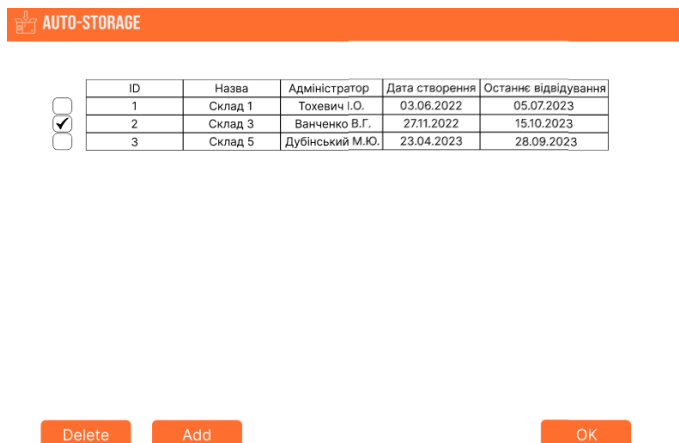 AUTO-STORAGE
ID Назва Адміністратор Дата створення Останнє відвідування
1 Склад 1 Тохевич І.О. 03.06.2022 05.07.2023
2 Склад 3 Ванченко В.Г. 27.11.2022 15.10.2023
3 Склад 5 Дубінський М.Ю. 23.04.2023 28.09.2023
Delete Add OK